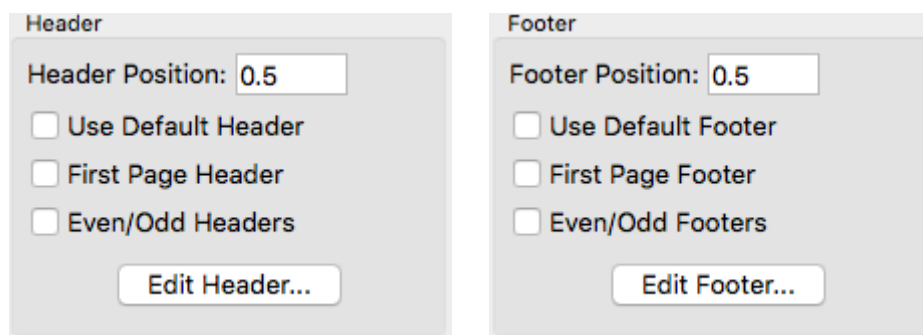 Header
Header Position: 0.5
Use Default Header
First Page Header
Even/Odd Headers
Edit Header...
Footer
Footer Position: 0.5
Use Default Footer
First Page Footer
Even/Odd Footers
Edit Footer...